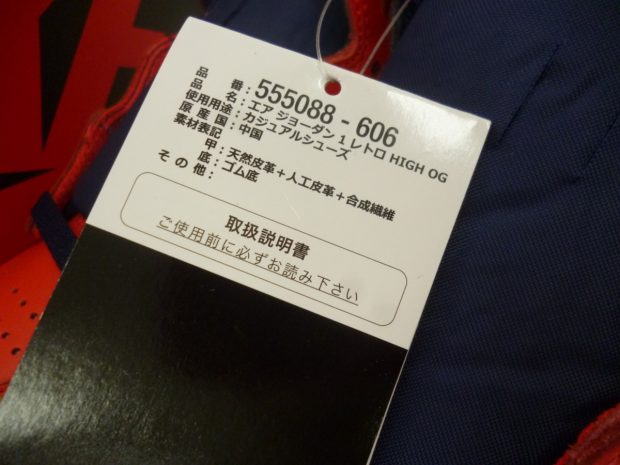 品番：555088 - 606
品名：エア ジョーダン 1 レトロ HIGH OG
使用用途：カジュアルシューズ
原産国：中国
素材表記
甲：天然皮革＋人工皮革＋合成繊維
底：ゴム底
その他：
取扱説明書
ご使用前に必ずお読み下さい